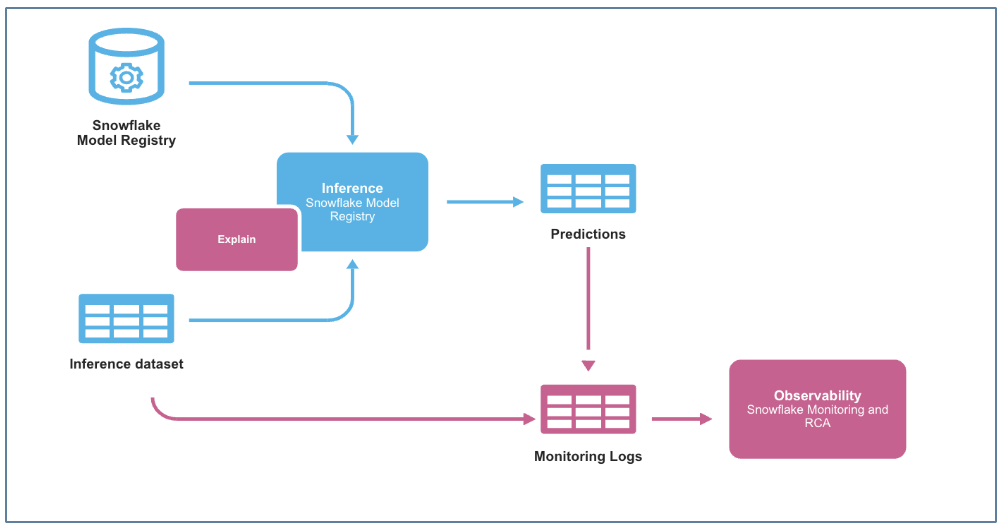 Snowflake
Model Registry
Inference
Snowflake Model
Registry
Explain
Predictions
Inference dataset
Observability
Snowflake Monitoring and
RCA
Monitoring Logs